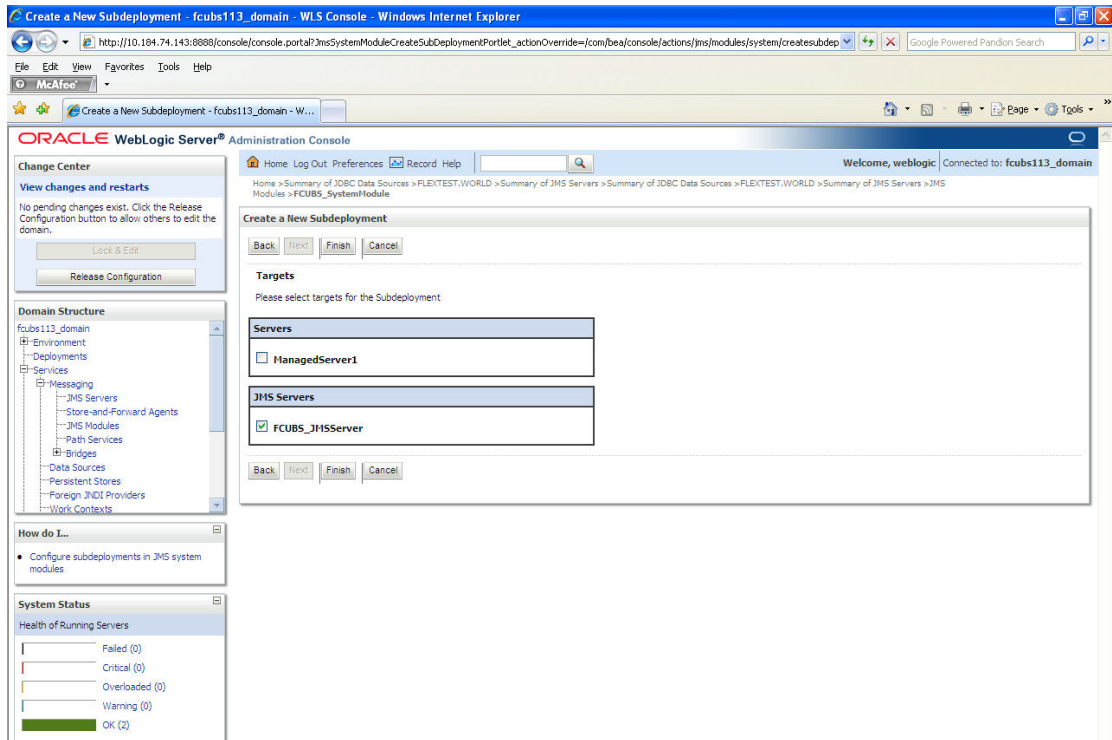 Create a New Subdeployment - fcubs113_domain - WLS Console - Windows Internet Explorer
http://10.184.74.143:8888/console/console.portal?JmsSystemModuleCreateSubDeploymentPortlet_actionOverride=/com/bea/console/actions/jms/modules/system/createsubdep
Google Powered Pandion Search
File Edit View Favorites Tools Help
McAfee
Create a New Subdeployment - fcubs113_domain - W...
Page Tools »
ORACLE WebLogic Server® Administration Console
Change Center
View changes and restarts
No pending changes exist. Click the Release
Configuration button to allow others to edit the
domain.
Lock & Edit
Release Configuration
Domain Structure
fcubs113_domain
Environment
Deployments
Services
Messaging
JMS Servers
Store-and-Forward Agents
JMS Modules
Path Services
Bridges
Data Sources
Persistent Stores
Foreign JNDI Providers
Work Contexts
How do I...
Configure subdeployments in JMS system
modules
System Status
Health of Running Servers
Failed (0)
Critical (0)
Overloaded (0)
Warning (0)
OK (2)
Home Log Out Preferences Record Help
Welcome, weblogic Connected to: fcubs113_domain
Home >Summary of JDBC Data Sources >FLEXTEST.WORLD >Summary of JMS Servers >Summary of JDBC Data Sources >FLEXTEST.WORLD >Summary of JMS Servers >JMS
Modules >FCUBS_SystemModule
Create a New Subdeployment
Back Next Finish Cancel
Targets
Please select targets for the Subdeployment
Servers
ManagedServer1
JMS Servers
FCUBS_JMSServer
Back Next Finish Cancel